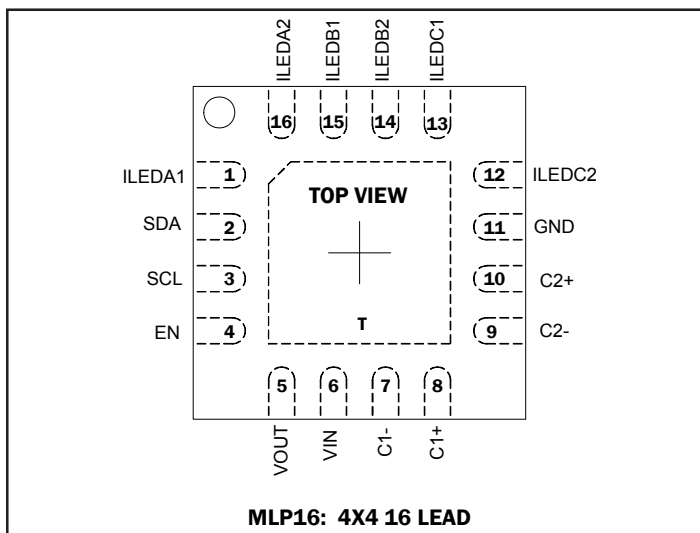 ILEDA2
ILEDB1
ILEDB2
ILEDC1
16
15
14
13
ILEDA1 1
12 ILEDC2
TOP VIEW
SDA 2
11 GND
SCL 3
10 C2+
EN 4
T
9 C2-
5
6
7
8
VOUT
VIN
C1-
C1+
MLP16: 4X4 16 LEAD